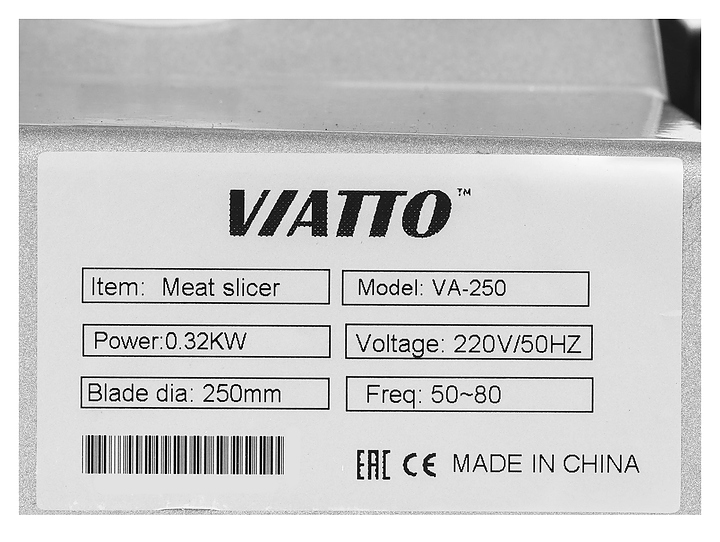 VIATTO™
Item: Meat slicer
Model: VA-250
Power:0.32KW
Voltage: 220V/50HZ
Blade dia: 250mm
Freq: 50~80
EAC CE MADE IN CHINA